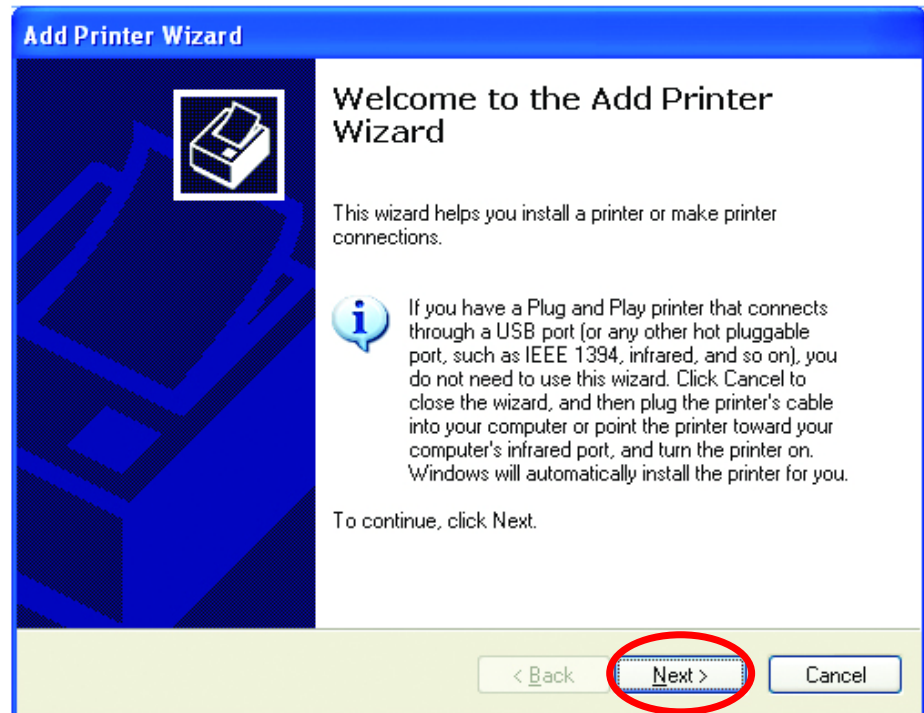 Add Printer Wizard
Welcome to the Add Printer
Wizard
This wizard helps you install a printer or make printer
connections.
i
If you have a Plug and Play printer that connects
through a USB port (or any other hot pluggable
port, such as IEEE 1394, infrared, and so on), you
do not need to use this wizard. Click Cancel to
close the wizard, and then plug the printer's cable
into your computer or point the printer toward your
computer's infrared port, and turn the printer on.
Windows will automatically install the printer for you.
To continue, click Next.
< Back
Next >
Cancel